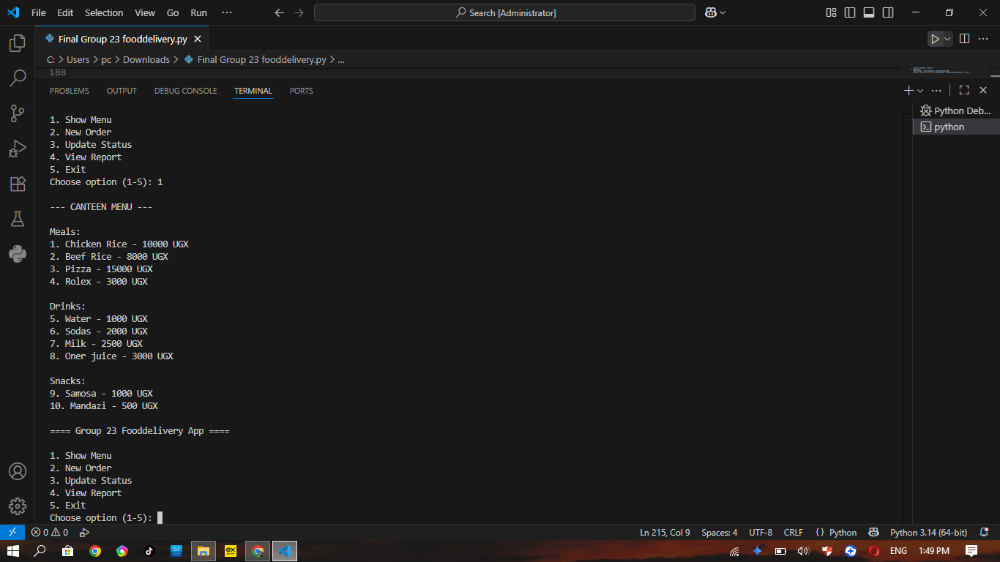 File Edit Selection View Go Run ··· Search [Administrator]
Final Group 23 fooddelivery.py
C: > Users > pc > Downloads > Final Group 23 fooddelivery.py > ...
188
PROBLEMS OUTPUT DEBUG CONSOLE TERMINAL PORTS
Python Deb...
python
1. Show Menu
2. New Order
3. Update Status
4. View Report
5. Exit
Choose option (1-5): 1
--- CANTEEN MENU ---
Meals:
1. Chicken Rice - 10000 UGX
2. Beef Rice - 8000 UGX
3. Pizza - 15000 UGX
4. Rolex - 3000 UGX
Drinks:
5. Water - 1000 UGX
6. Sodas - 2000 UGX
7. Milk - 2500 UGX
8. Oner juice - 3000 UGX
Snacks:
9. Samosa - 1000 UGX
10. Mandazi - 500 UGX
==== Group 23 Fooddelivery App ====
1. Show Menu
2. New Order
3. Update Status
4. View Report
5. Exit
Choose option (1-5):
0 0 Ln 215, Col 9 Spaces: 4 UTF-8 CRLF {} Python Python 3.14 (64-bit)
EX ENG 1:49 PM